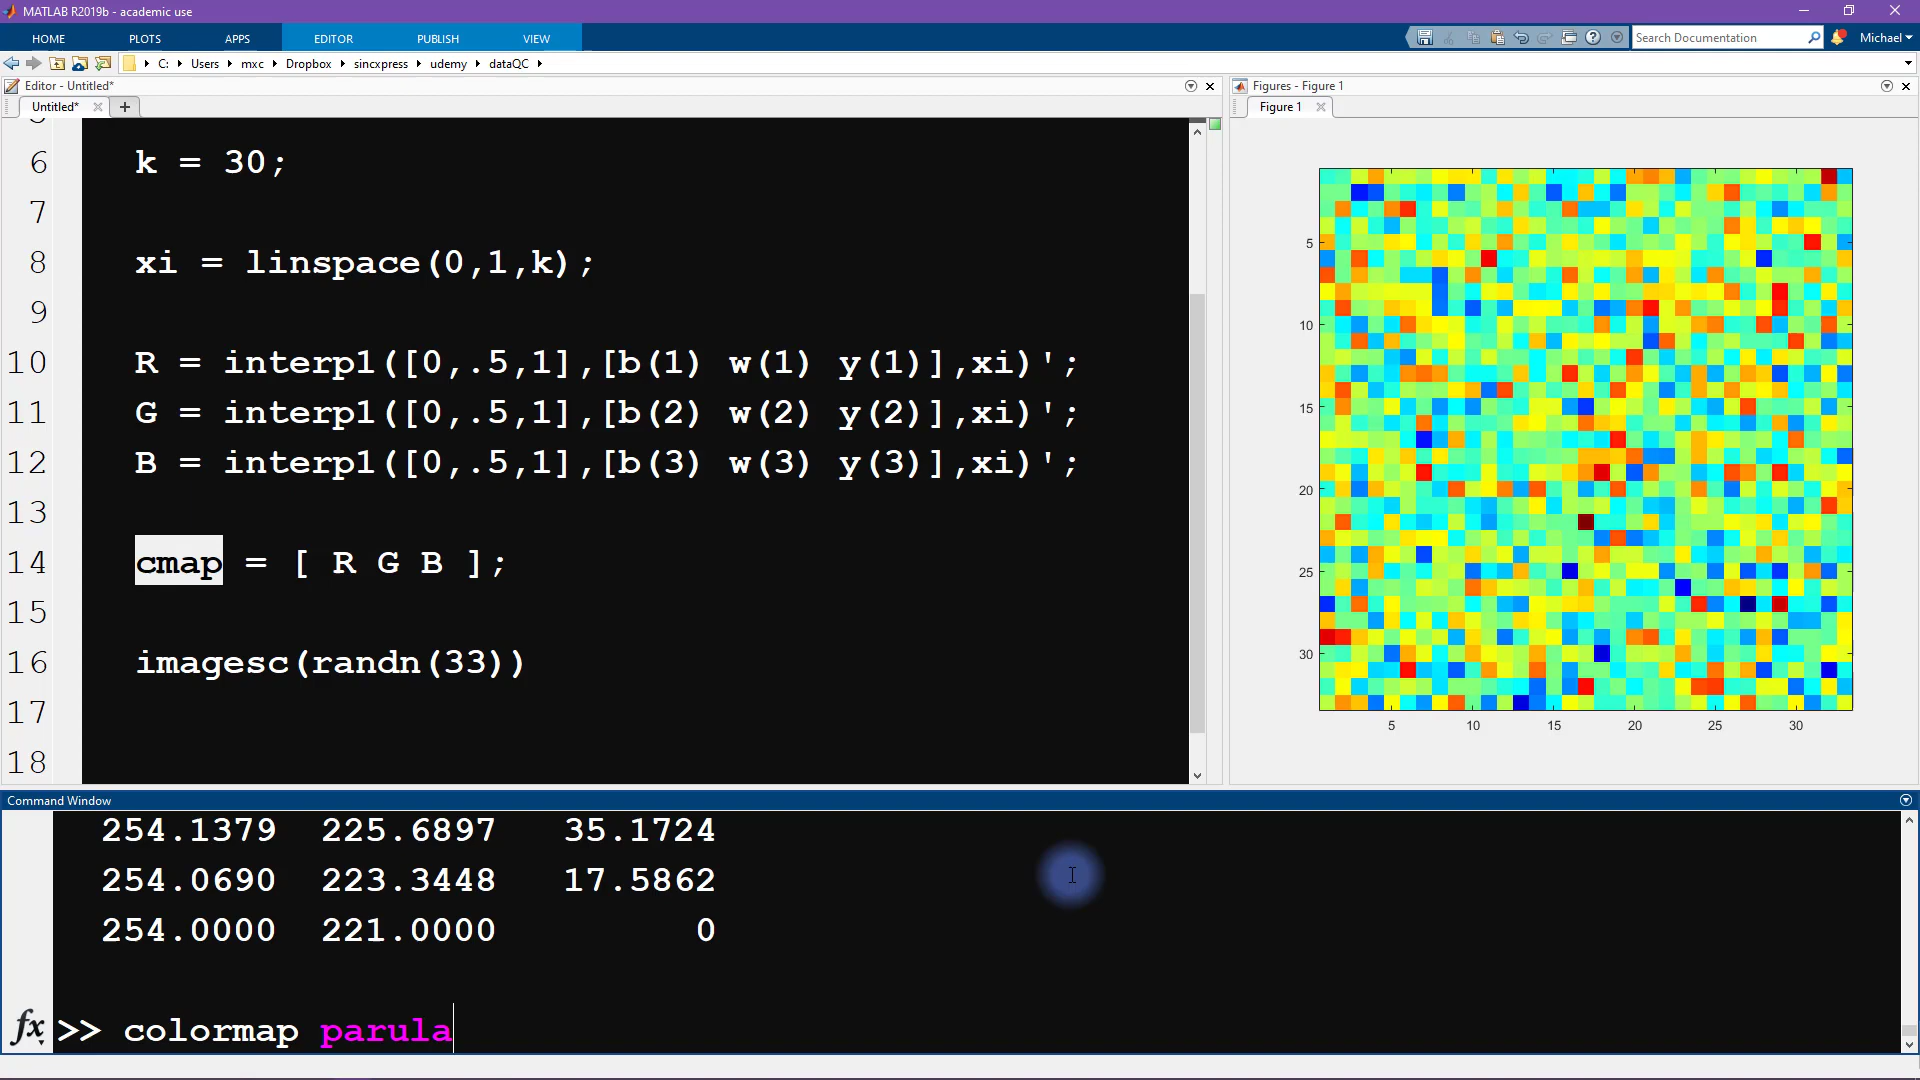 MATLAB R2019b - academic use
HOME PLOTS APPS EDITOR PUBLISH VIEW Search Documentation Michael
C: Users mxc Dropbox sincxpress udemy dataQC
Editor - Untitled*
Untitled* +
6 k = 30;
7
8 xi = linspace(0,1,k);
9
10 R = interp1([0,.5,1],[b(1) w(1) y(1)],xi)';
11 G = interp1([0,.5,1],[b(2) w(2) y(2)],xi)';
12 B = interp1([0,.5,1],[b(3) w(3) y(3)],xi)';
13
14 cmap = [ R G B ];
15
16 imagesc(randn(33))
17
18
Figures - Figure 1
Figure 1
5
10
15
20
25
30
5 10 15 20 25 30
Command Window
254.1379 225.6897 35.1724
254.0690 223.3448 17.5862
254.0000 221.0000 0
fx >> colormap parula